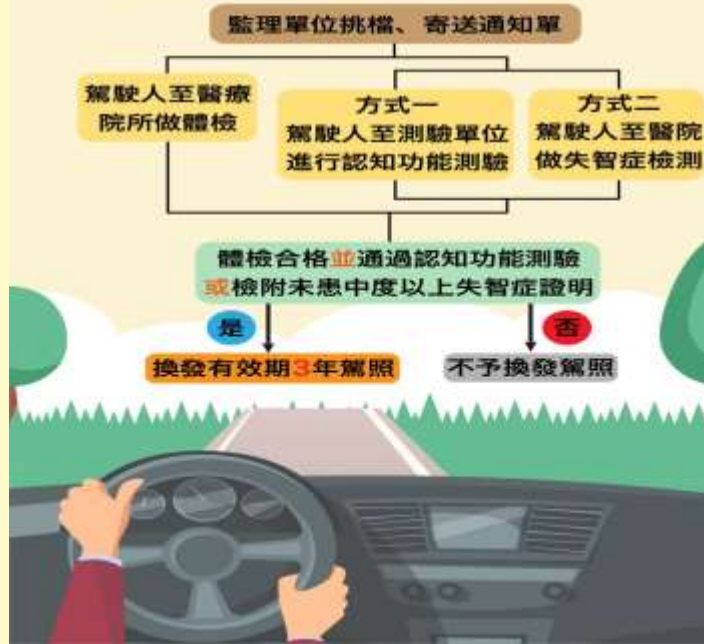 監理單位挑檔、寄送通知單
駕駛人至醫療
院所做體檢
方式一
駕駛人至測驗單位
進行認知功能測驗
方式二
駕駛人至醫院
做失智症檢測
體檢合格並通過認知功能測驗
或檢附未患中度以上失智症證明
是
否
換發有效期3年駕照
不予換發駕照